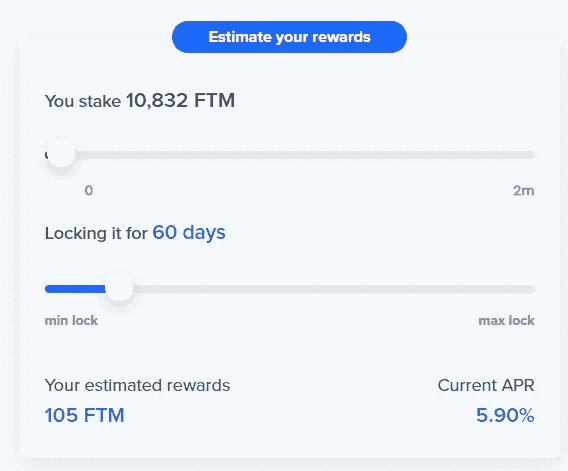 Estimate your rewards
You stake 10,832 FTM
0 2m
Locking it for 60 days
min lock max lock
Your estimated rewards Current APR
105 FTM 5.90%